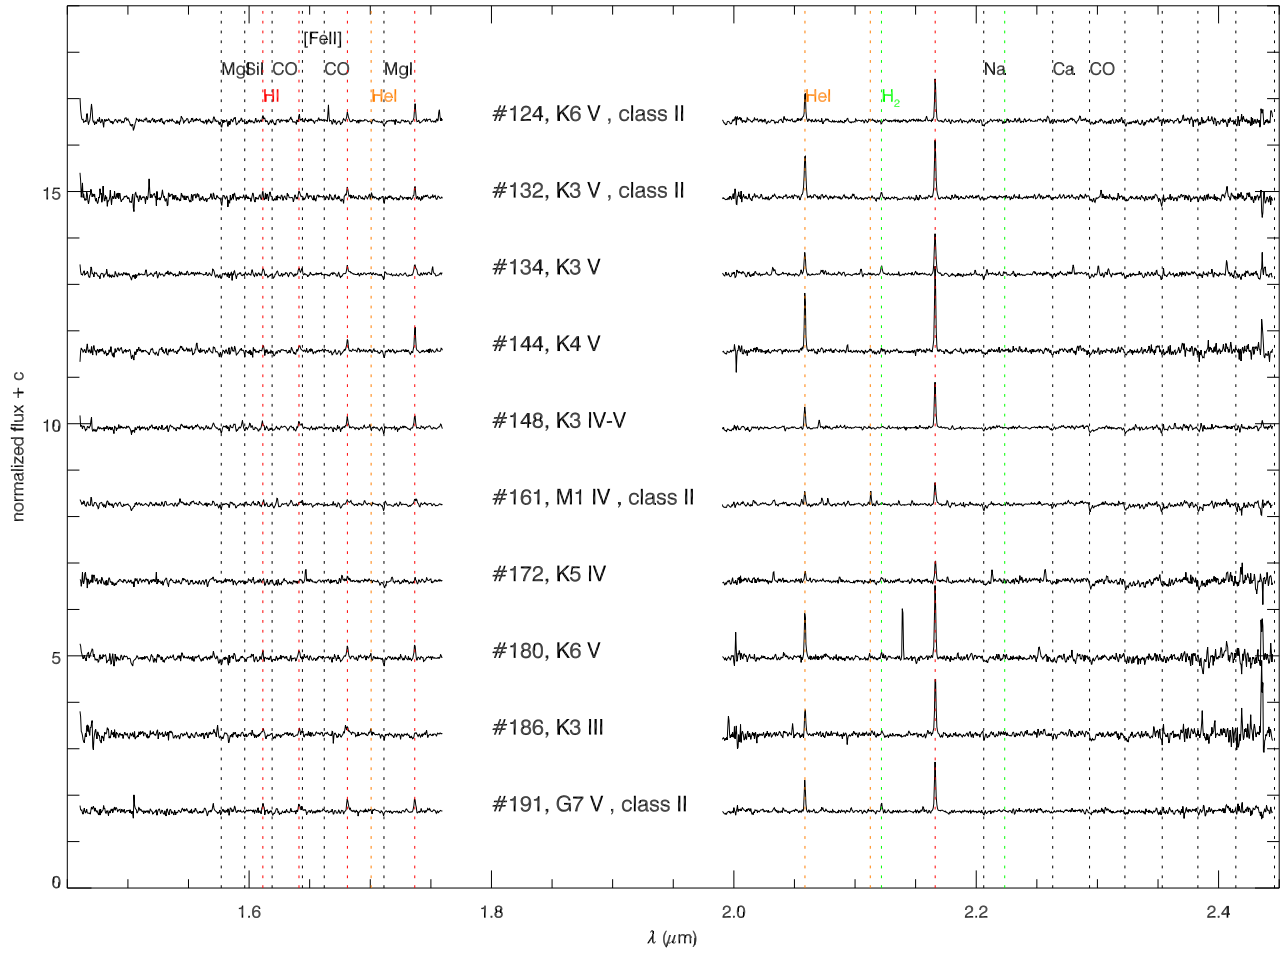 [FeII]
MgI SiI CO CO MgI Na Ca CO
HI HeI HeI H₂
#124, K6 V , class II
15 #132, K3 V , class II
#134, K3 V
#144, K4 V
10 #148, K3 IV-V
#161, M1 IV , class II
#172, K5 IV
5 #180, K6 V
#186, K3 III
#191, G7 V , class II
0
normalized flux + c
1.6 1.8 2.0 2.2 2.4
λ (μm)